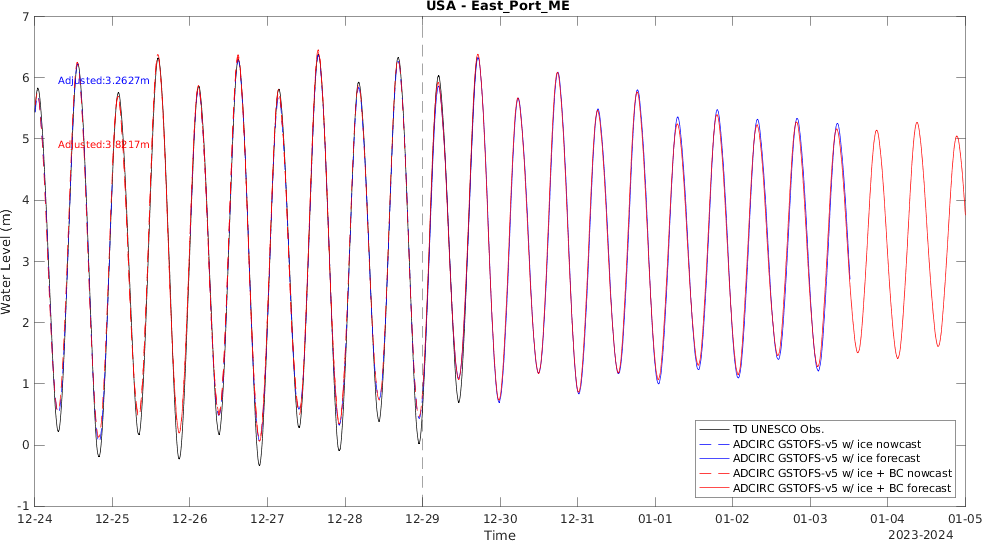 USA - East_Port_ME
7
6
5
4
3
2
1
0
-1
Water Level (m)
Adjusted:3.2627m
Adjusted:3.8217m
TD UNESCO Obs.
ADCIRC GSTOFS-v5 w/ ice nowcast
ADCIRC GSTOFS-v5 w/ ice forecast
ADCIRC GSTOFS-v5 w/ ice + BC nowcast
ADCIRC GSTOFS-v5 w/ ice + BC forecast
12-24 12-25 12-26 12-27 12-28 12-29 12-30 12-31 01-01 01-02 01-03 01-04 01-05
Time
2023-2024